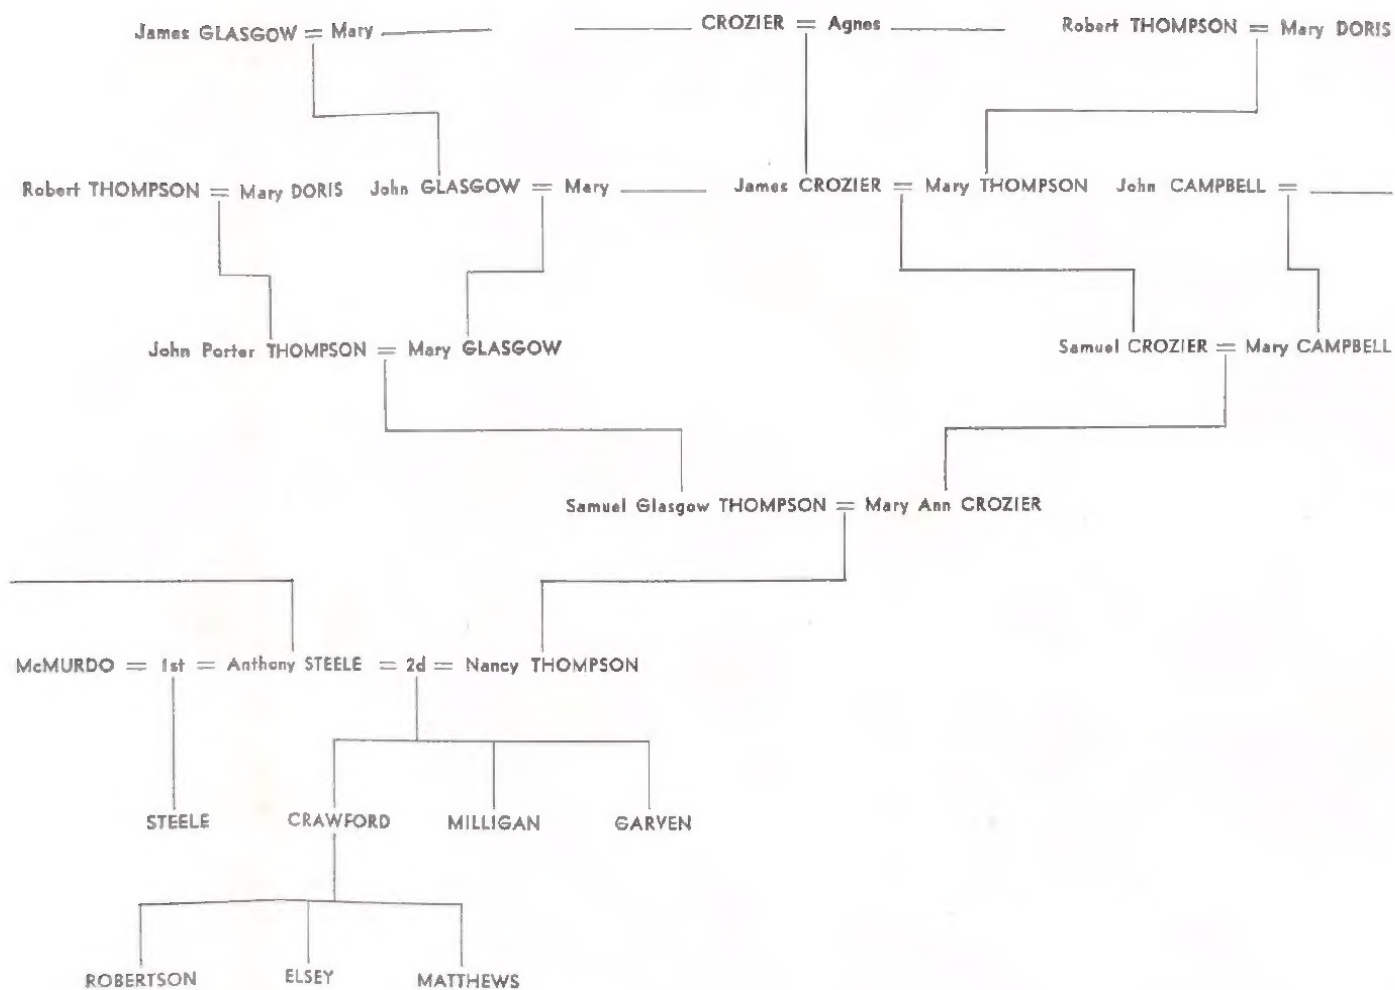 James GLASGOW = Mary ——— ——— CROZIER = Agnes ——— Robert THOMPSON = Mary DORIS
Robert THOMPSON = Mary DORIS John GLASGOW = Mary ——— James CROZIER = Mary THOMPSON John CAMPBELL = ———
John Porter THOMPSON = Mary GLASGOW Samuel CROZIER = Mary CAMPBELL
Samuel Glasgow THOMPSON = Mary Ann CROZIER
McMURDO = 1st = Anthony STEELE = 2d = Nancy THOMPSON
STEELE CRAWFORD MILLIGAN GARVEN
ROBERTSON ELSEY MATTHEWS